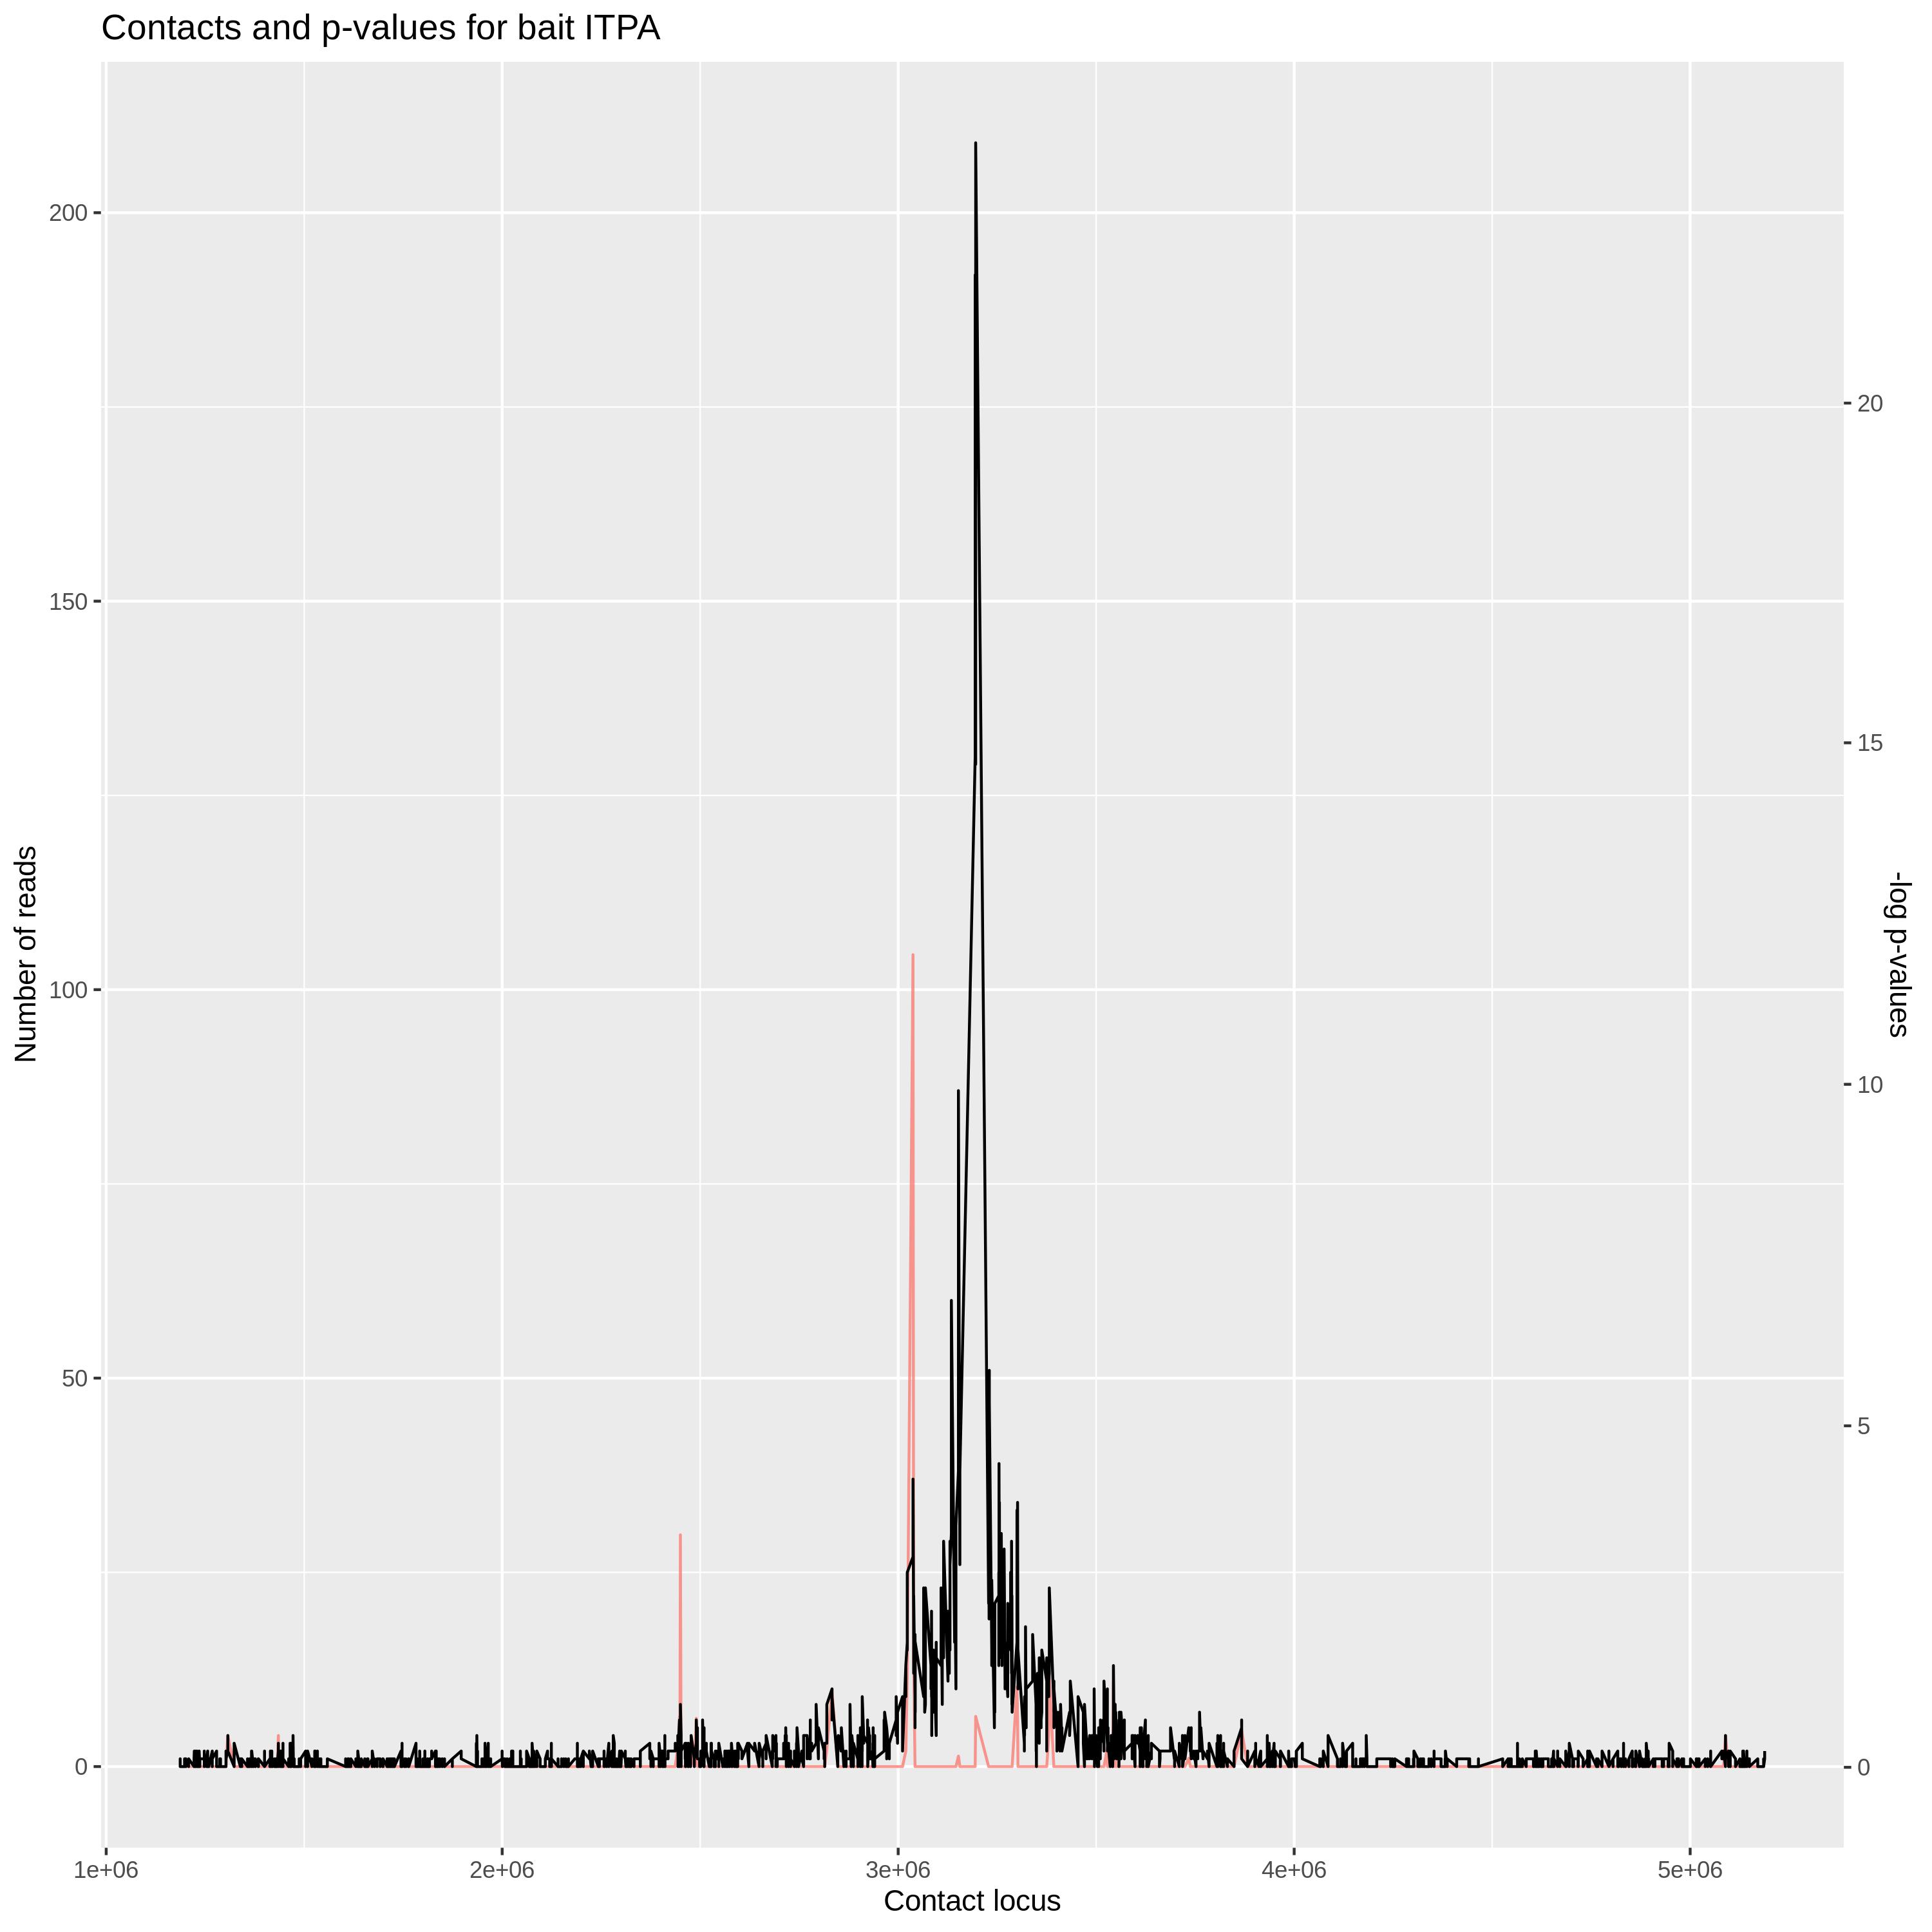 Contacts and p-values for bait ITPA
200
150
100
50
0
Number of reads
20
15
10
5
0
-log p-values
1e+06 2e+06 3e+06 4e+06 5e+06
Contact locus